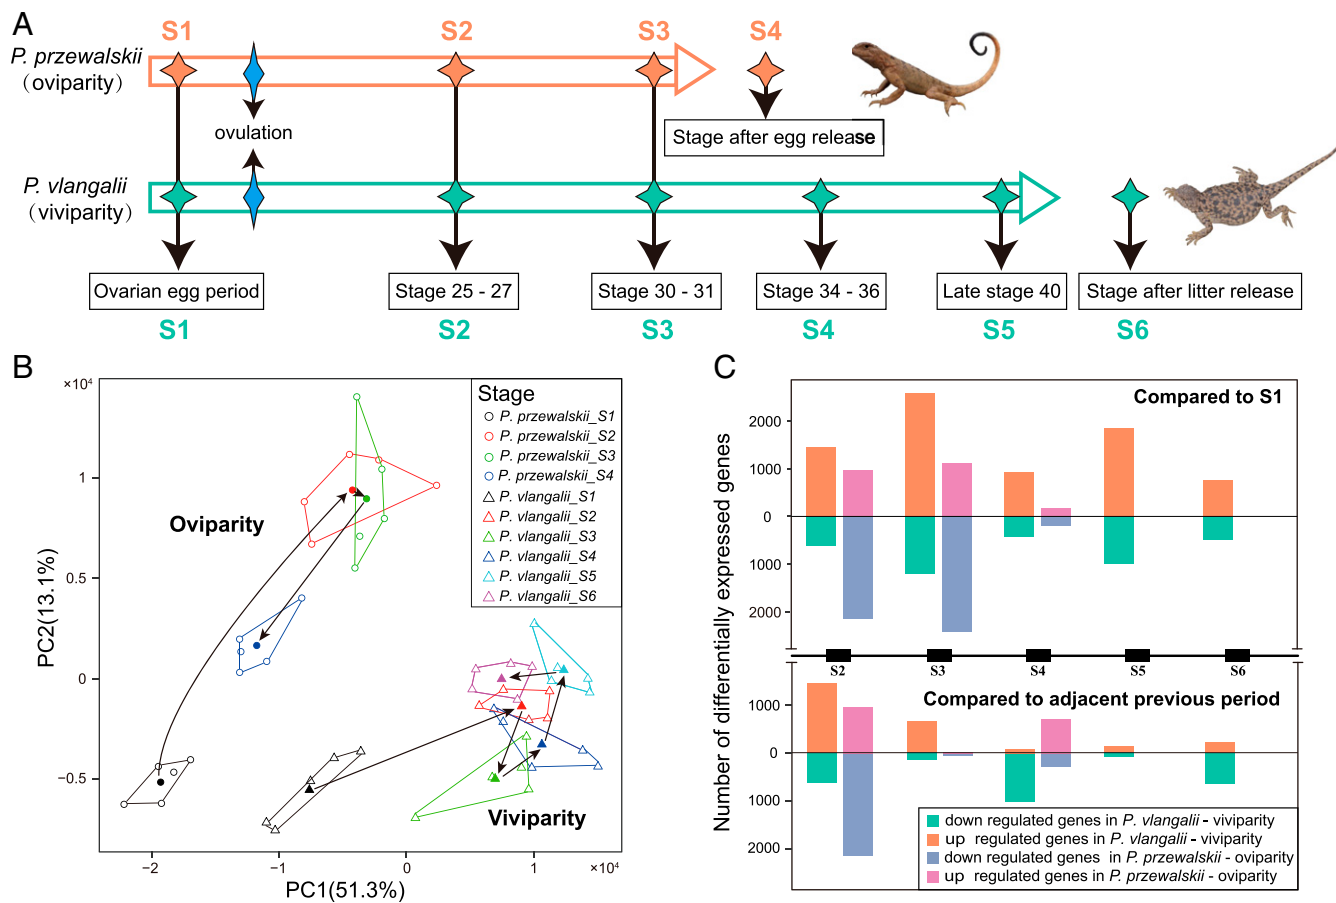 A
S1
S2
S3
S4
P. przewalskii
（oviparity）
ovulation
Stage after egg release
P. vlangalii
（viviparity）
Ovarian egg period
Stage 25 - 27
Stage 30 - 31
Stage 34 - 36
Late stage 40
Stage after litter release
S1
S2
S3
S4
S5
S6
B
×10⁴
1
0.5
0
−0.5
PC2(13.1%)
−2
−1
0
1
×10⁴
PC1(51.3%)
Oviparity
Viviparity
Stage
P. przewalskii_S1
P. przewalskii_S2
P. przewalskii_S3
P. przewalskii_S4
P. vlangalii_S1
P. vlangalii_S2
P. vlangalii_S3
P. vlangalii_S4
P. vlangalii_S5
P. vlangalii_S6
C
Number of differentially expressed genes
Compared to S1
2000
1000
0
1000
2000
S2
S3
S4
S5
S6
Compared to adjacent previous period
1000
0
1000
2000
down regulated genes in P. vlangalii - viviparity
up regulated genes in P. vlangalii - viviparity
down regulated genes in P. przewalskii - oviparity
up regulated genes in P. przewalskii - oviparity